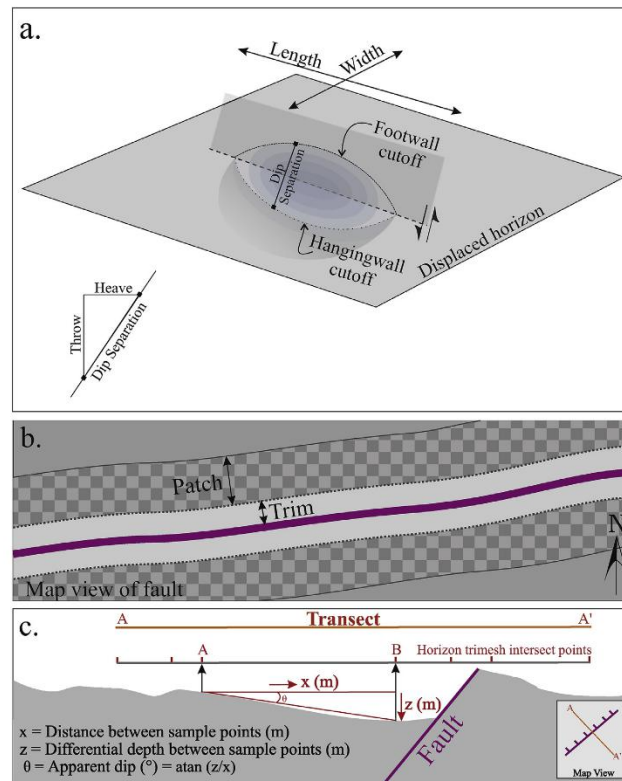 a.
Length
Width
Footwall
cutoff
Dip
Separation
Hangingwall
cutoff
Displaced horizon
Heave
Throw
Dip Separation
b.
Patch
Trim
N
Map view of fault
c.
A
Transect
A'
A
B
Horizon trimesh intersect points
x (m)
θ
z (m)
x = Distance between sample points (m)
z = Differential depth between sample points (m)
θ = Apparent dip (°) = atan (z/x)
Fault
A
A'
Map View